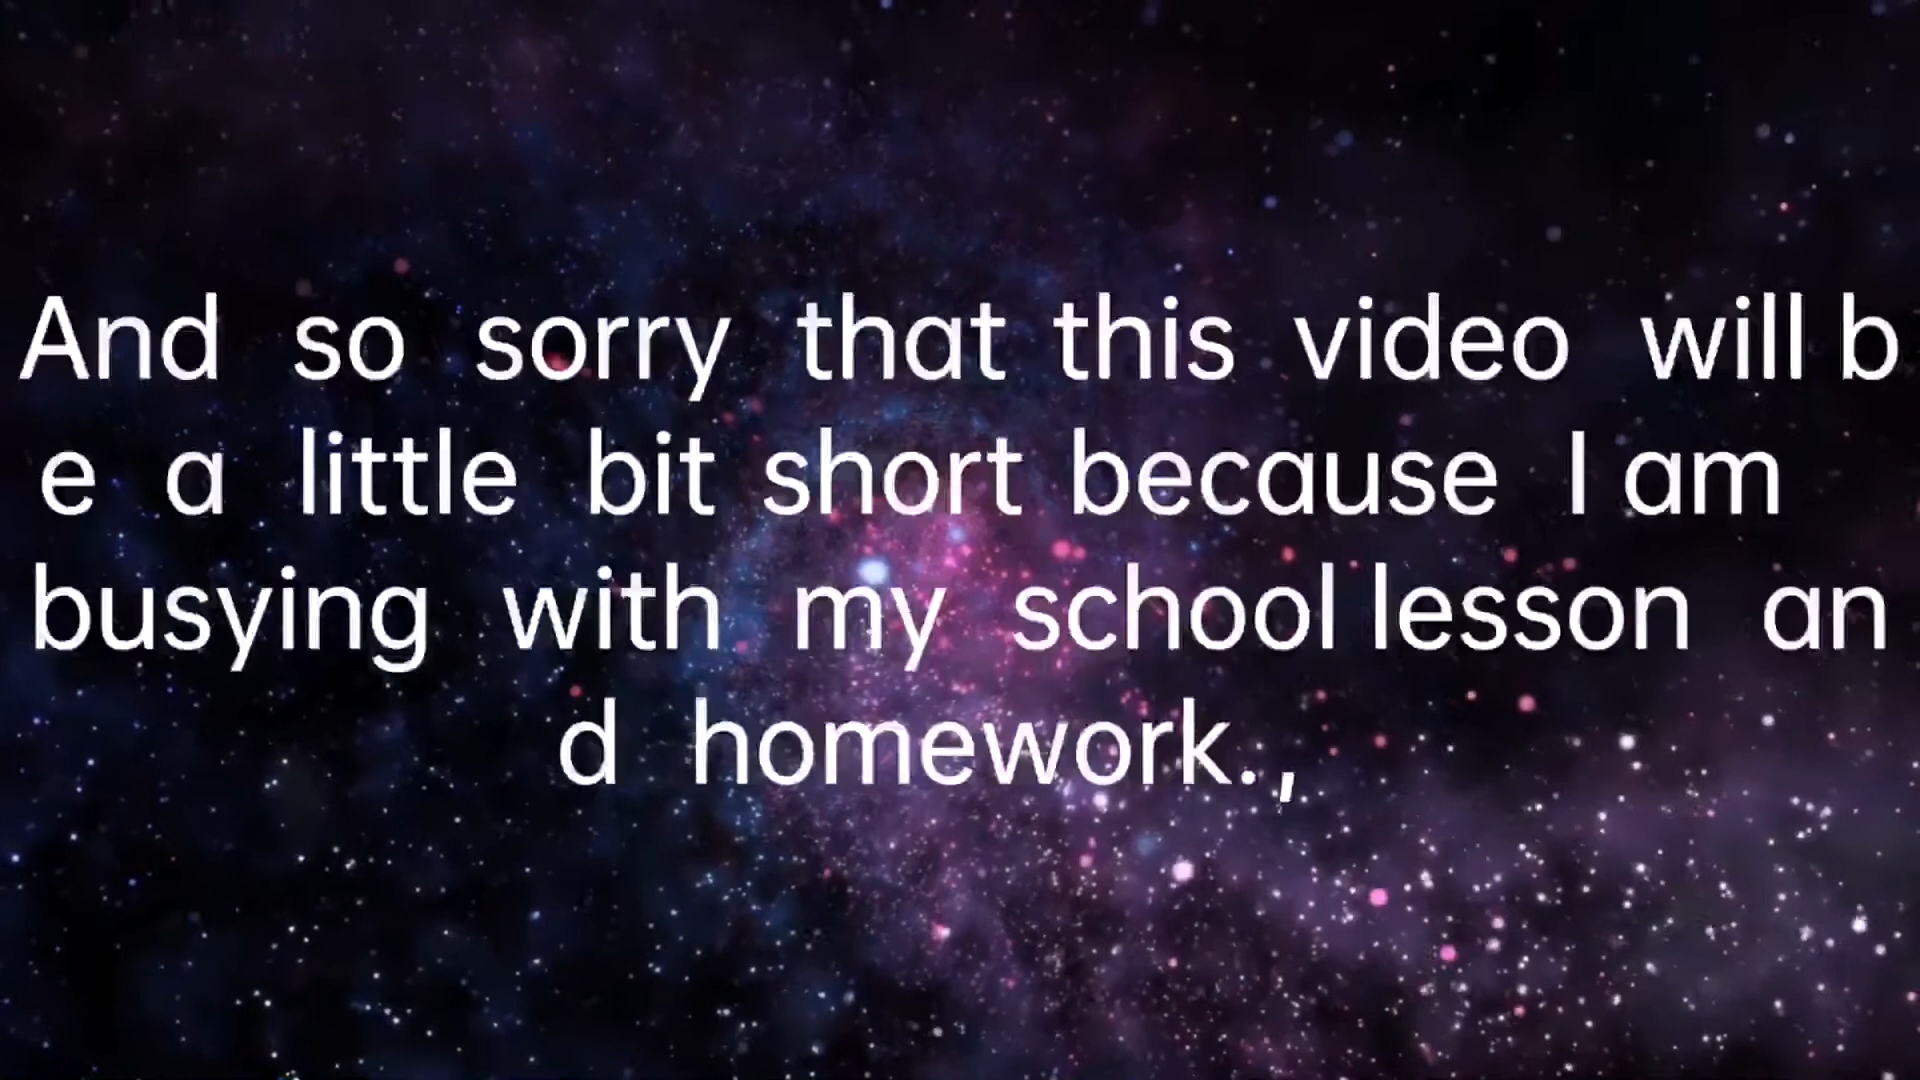 And so sorry that this video will b
e a little bit short because I am
busying with my school lesson an
d homework.,